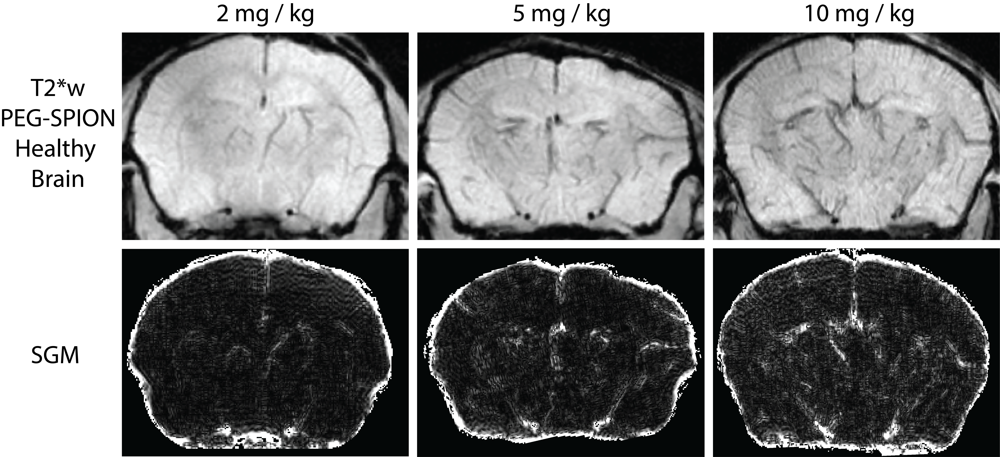 2 mg / kg
5 mg / kg
10 mg / kg
T2*w
PEG-SPION
Healthy
Brain
SGM